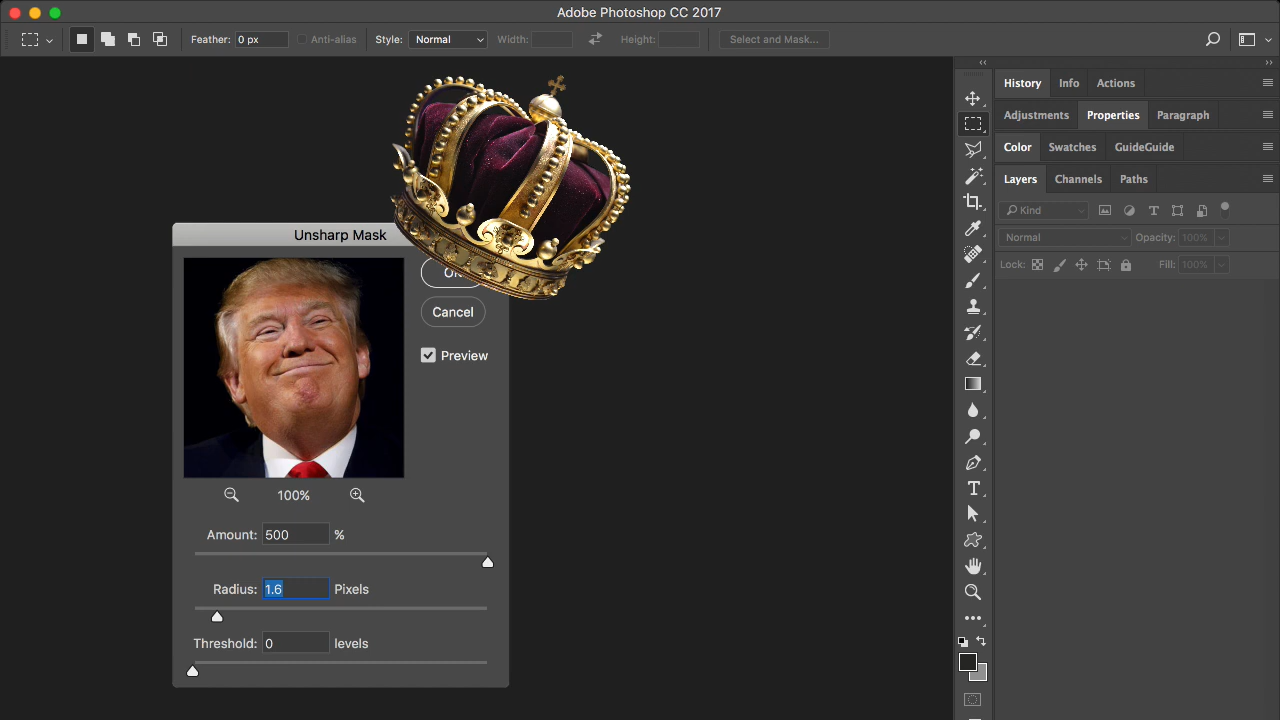 Adobe Photoshop CC 2017
Feather: 0 px Anti-alias Style: Normal Width: Height: Select and Mask...
History Info Actions
Adjustments Properties Paragraph
Color Swatches GuideGuide
Layers Channels Paths
Kind
Normal Opacity: 100%
Lock: Fill: 100%
Unsharp Mask
Cancel
Preview
100%
Amount: 500 %
Radius: 1.6 Pixels
Threshold: 0 levels